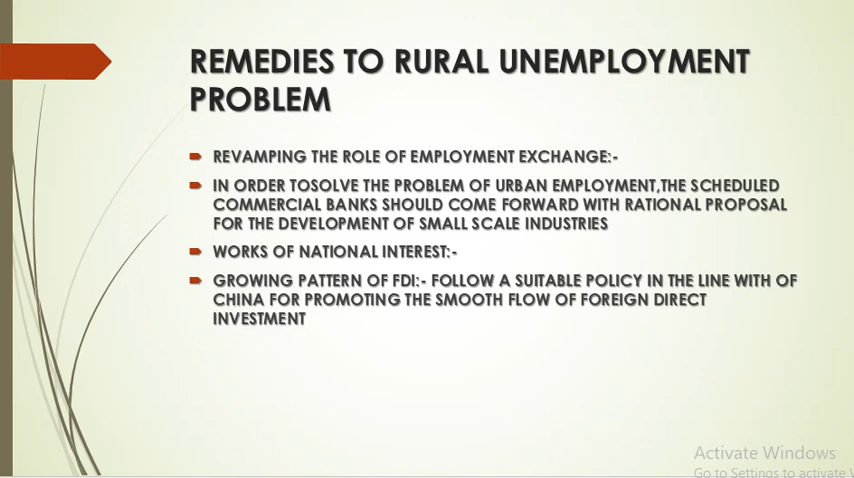 REMEDIES TO RURAL UNEMPLOYMENT
PROBLEM
REVAMPING THE ROLE OF EMPLOYMENT EXCHANGE:-
IN ORDER TOSOLVE THE PROBLEM OF URBAN EMPLOYMENT,THE SCHEDULED
COMMERCIAL BANKS SHOULD COME FORWARD WITH RATIONAL PROPOSAL
FOR THE DEVELOPMENT OF SMALL SCALE INDUSTRIES
WORKS OF NATIONAL INTEREST:-
GROWING PATTERN OF FDI:- FOLLOW A SUITABLE POLICY IN THE LINE WITH OF
CHINA FOR PROMOTING THE SMOOTH FLOW OF FOREIGN DIRECT
INVESTMENT
Activate Windows
Go to Settings to activate W